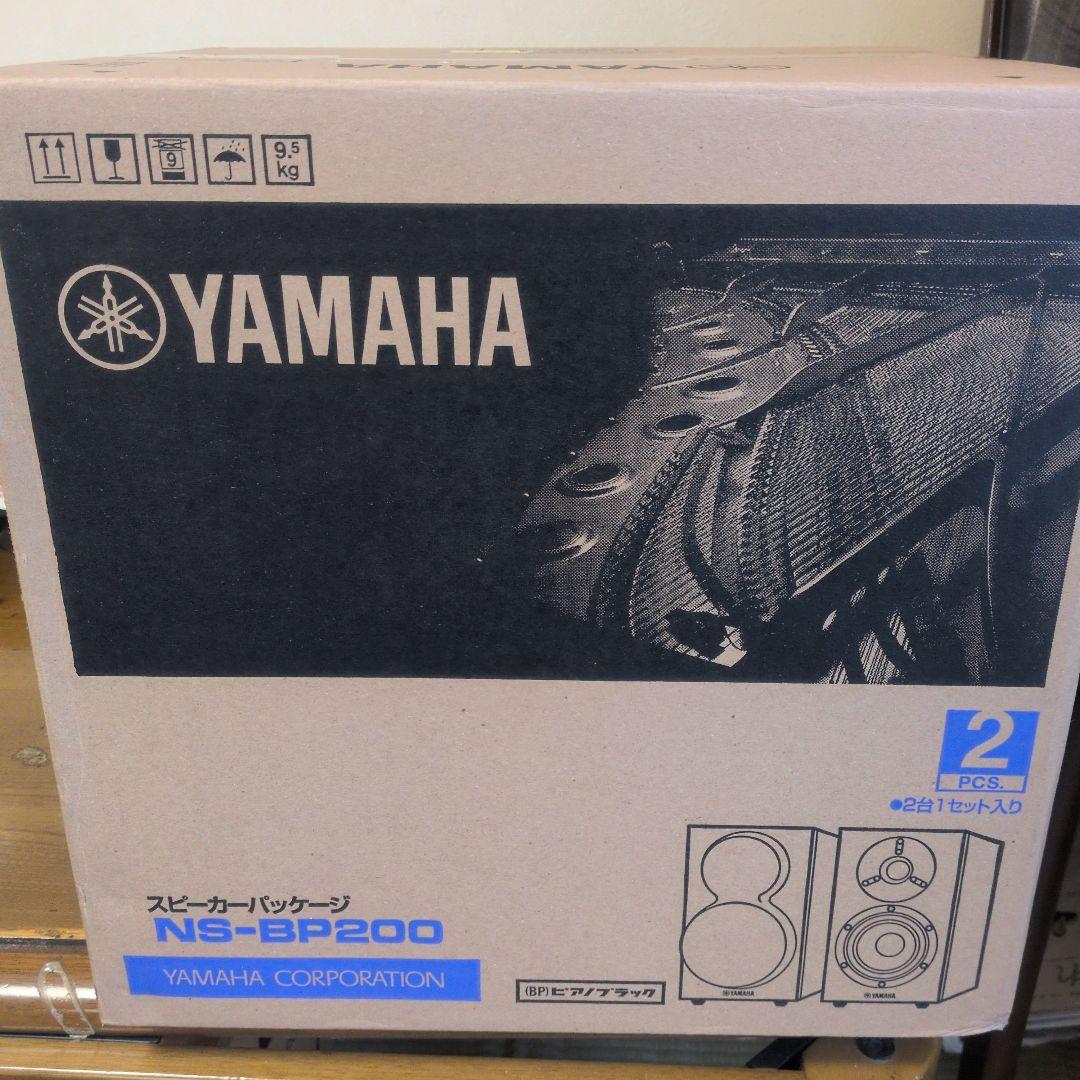 YAMAHA
9
9.5 kg
YAMAHA
2
PCS.
●2台1セット入り
スピーカーパッケージ
NS-BP200
YAMAHA CORPORATION
(BP)ピアノブラック
YAMAHA
YAMAHA